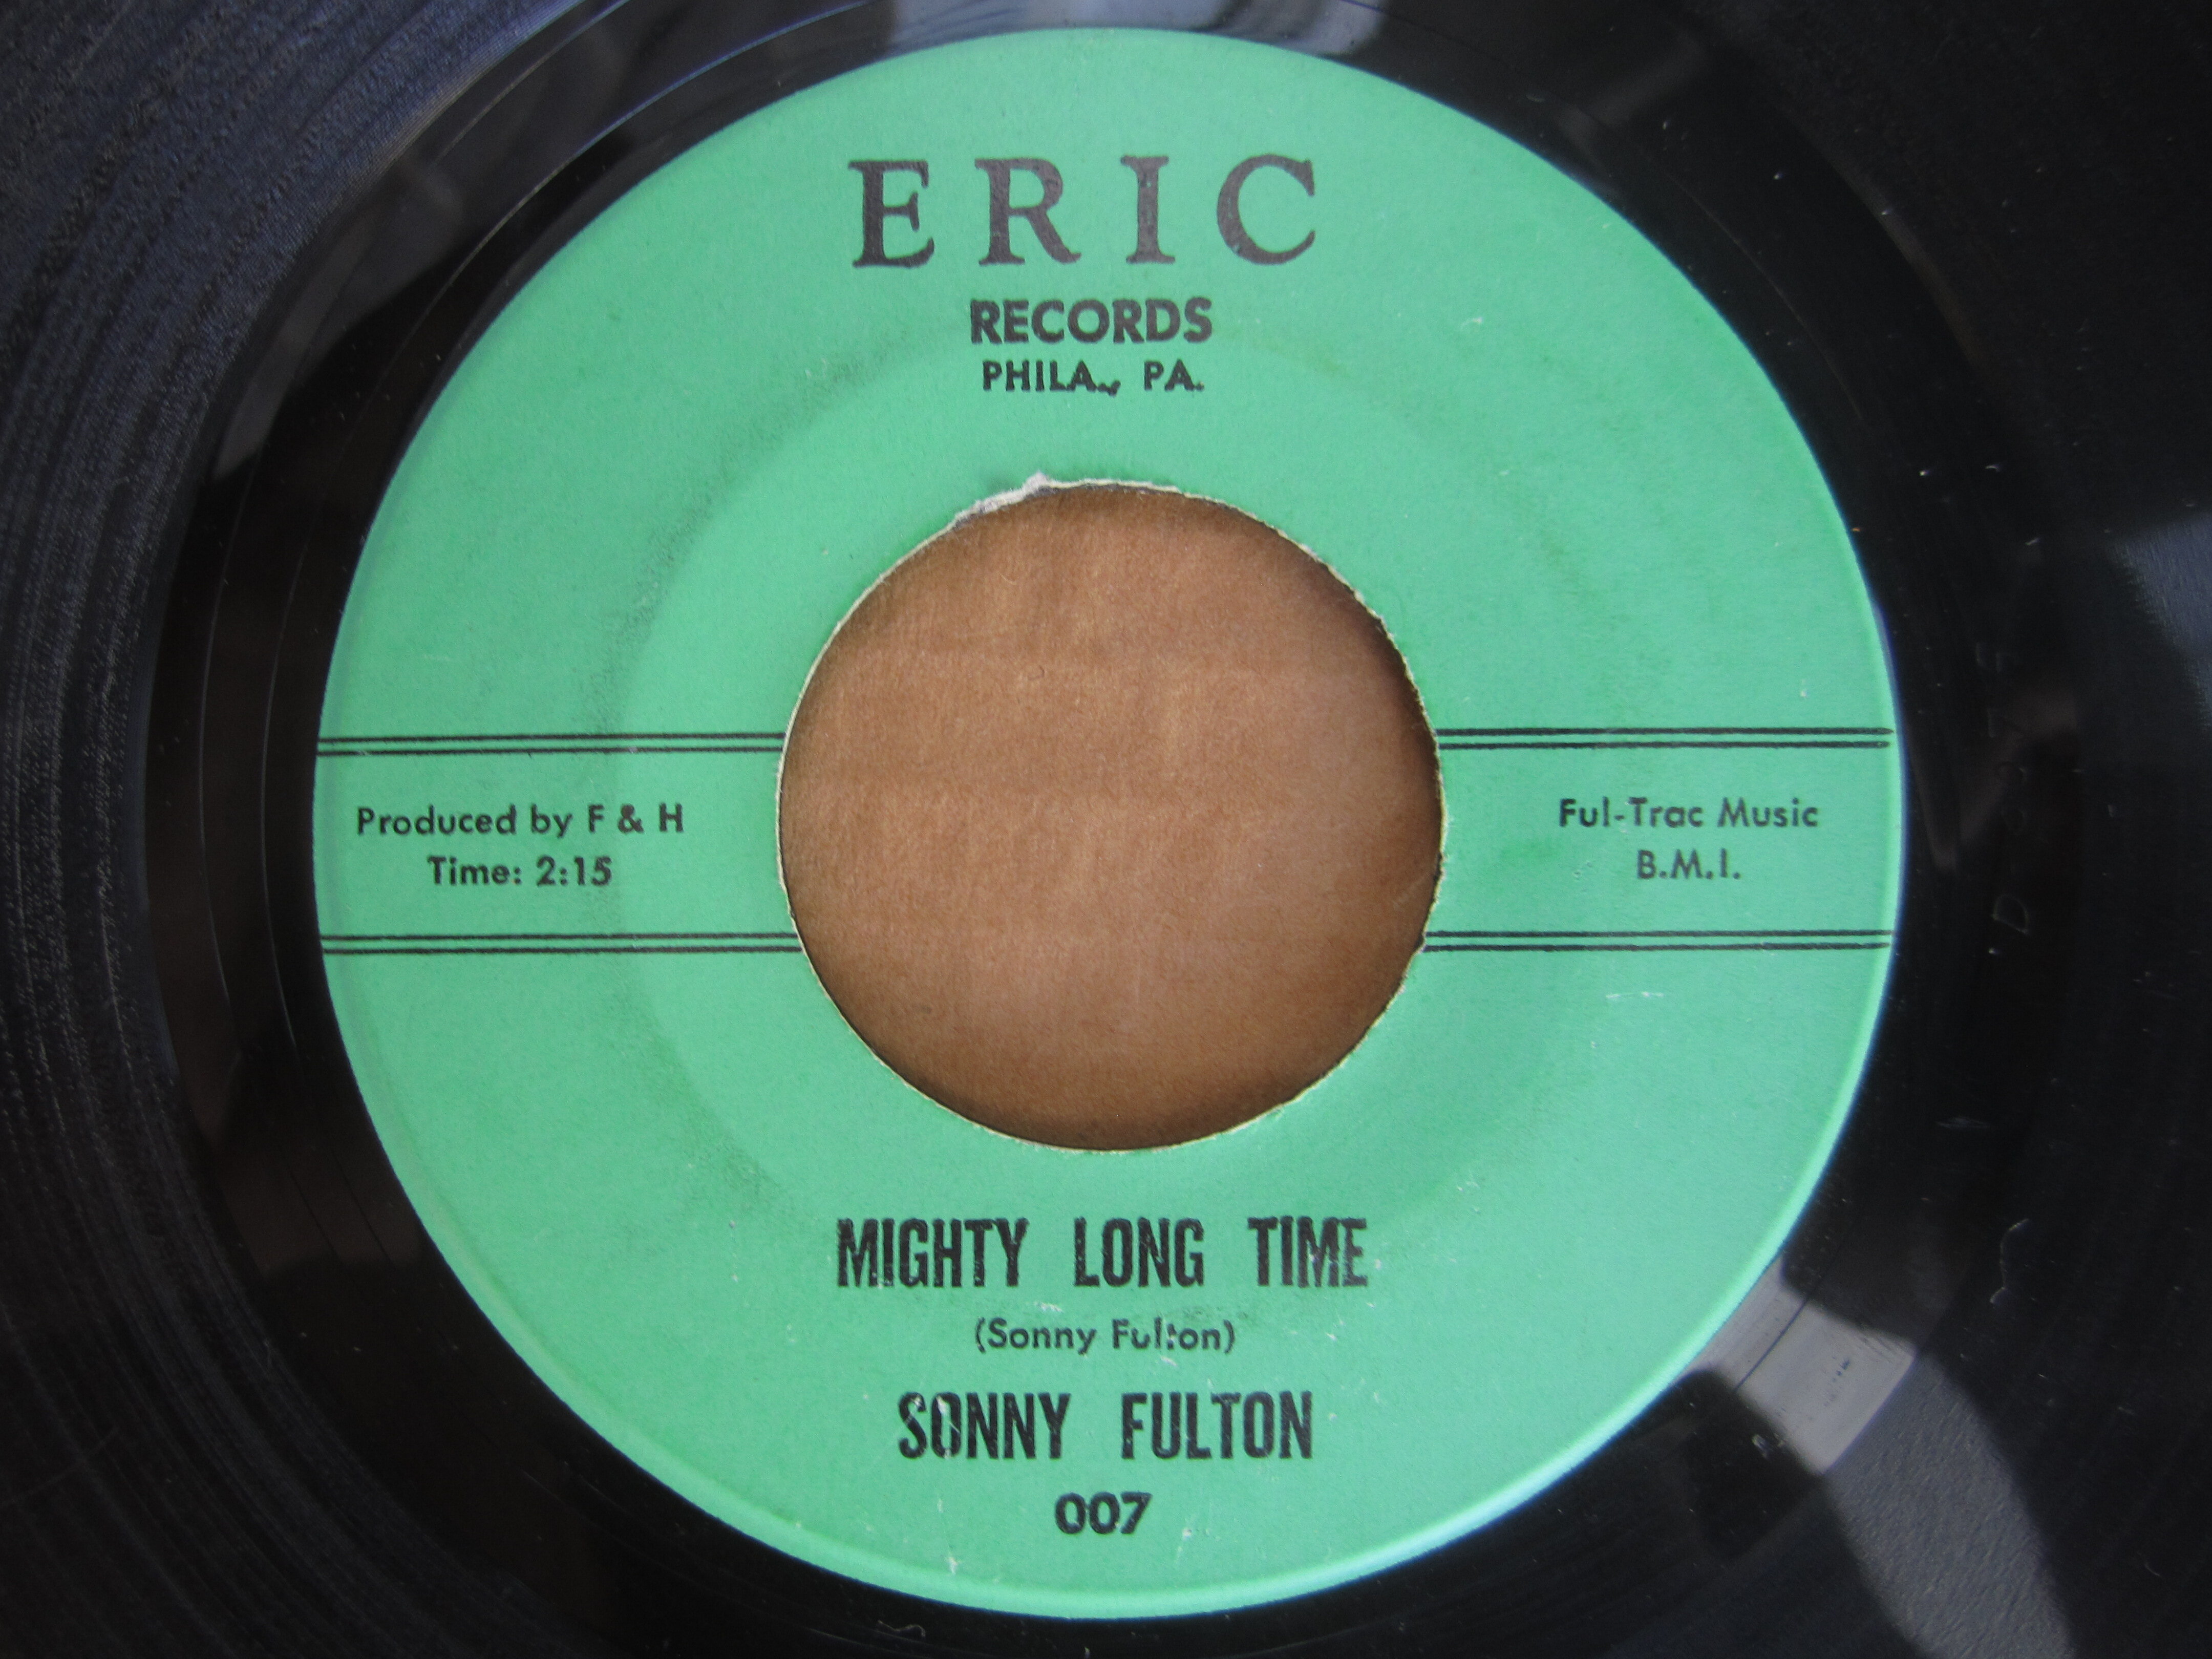 ERIC
RECORDS
PHILA., PA.
Produced by F & H
Time: 2:15
Ful-Trac Music
B.M.I.
MIGHTY LONG TIME
(Sonny Fulton)
SONNY FULTON
007